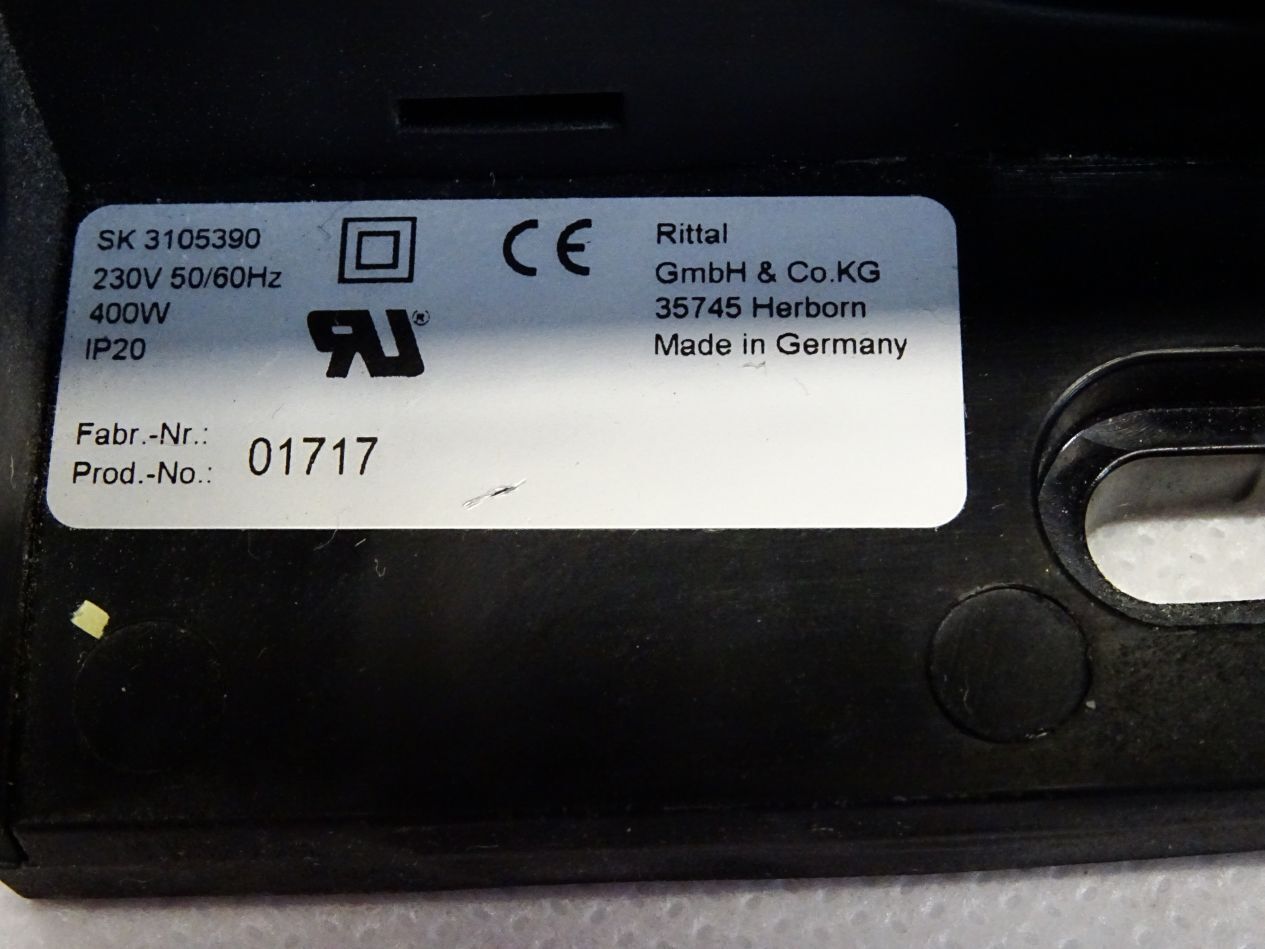 SK 3105390
230V 50/60Hz
400W
IP20
CE
RU®
Rittal
GmbH & Co.KG
35745 Herborn
Made in Germany
Fabr.-Nr.:
Prod.-No.: 01717